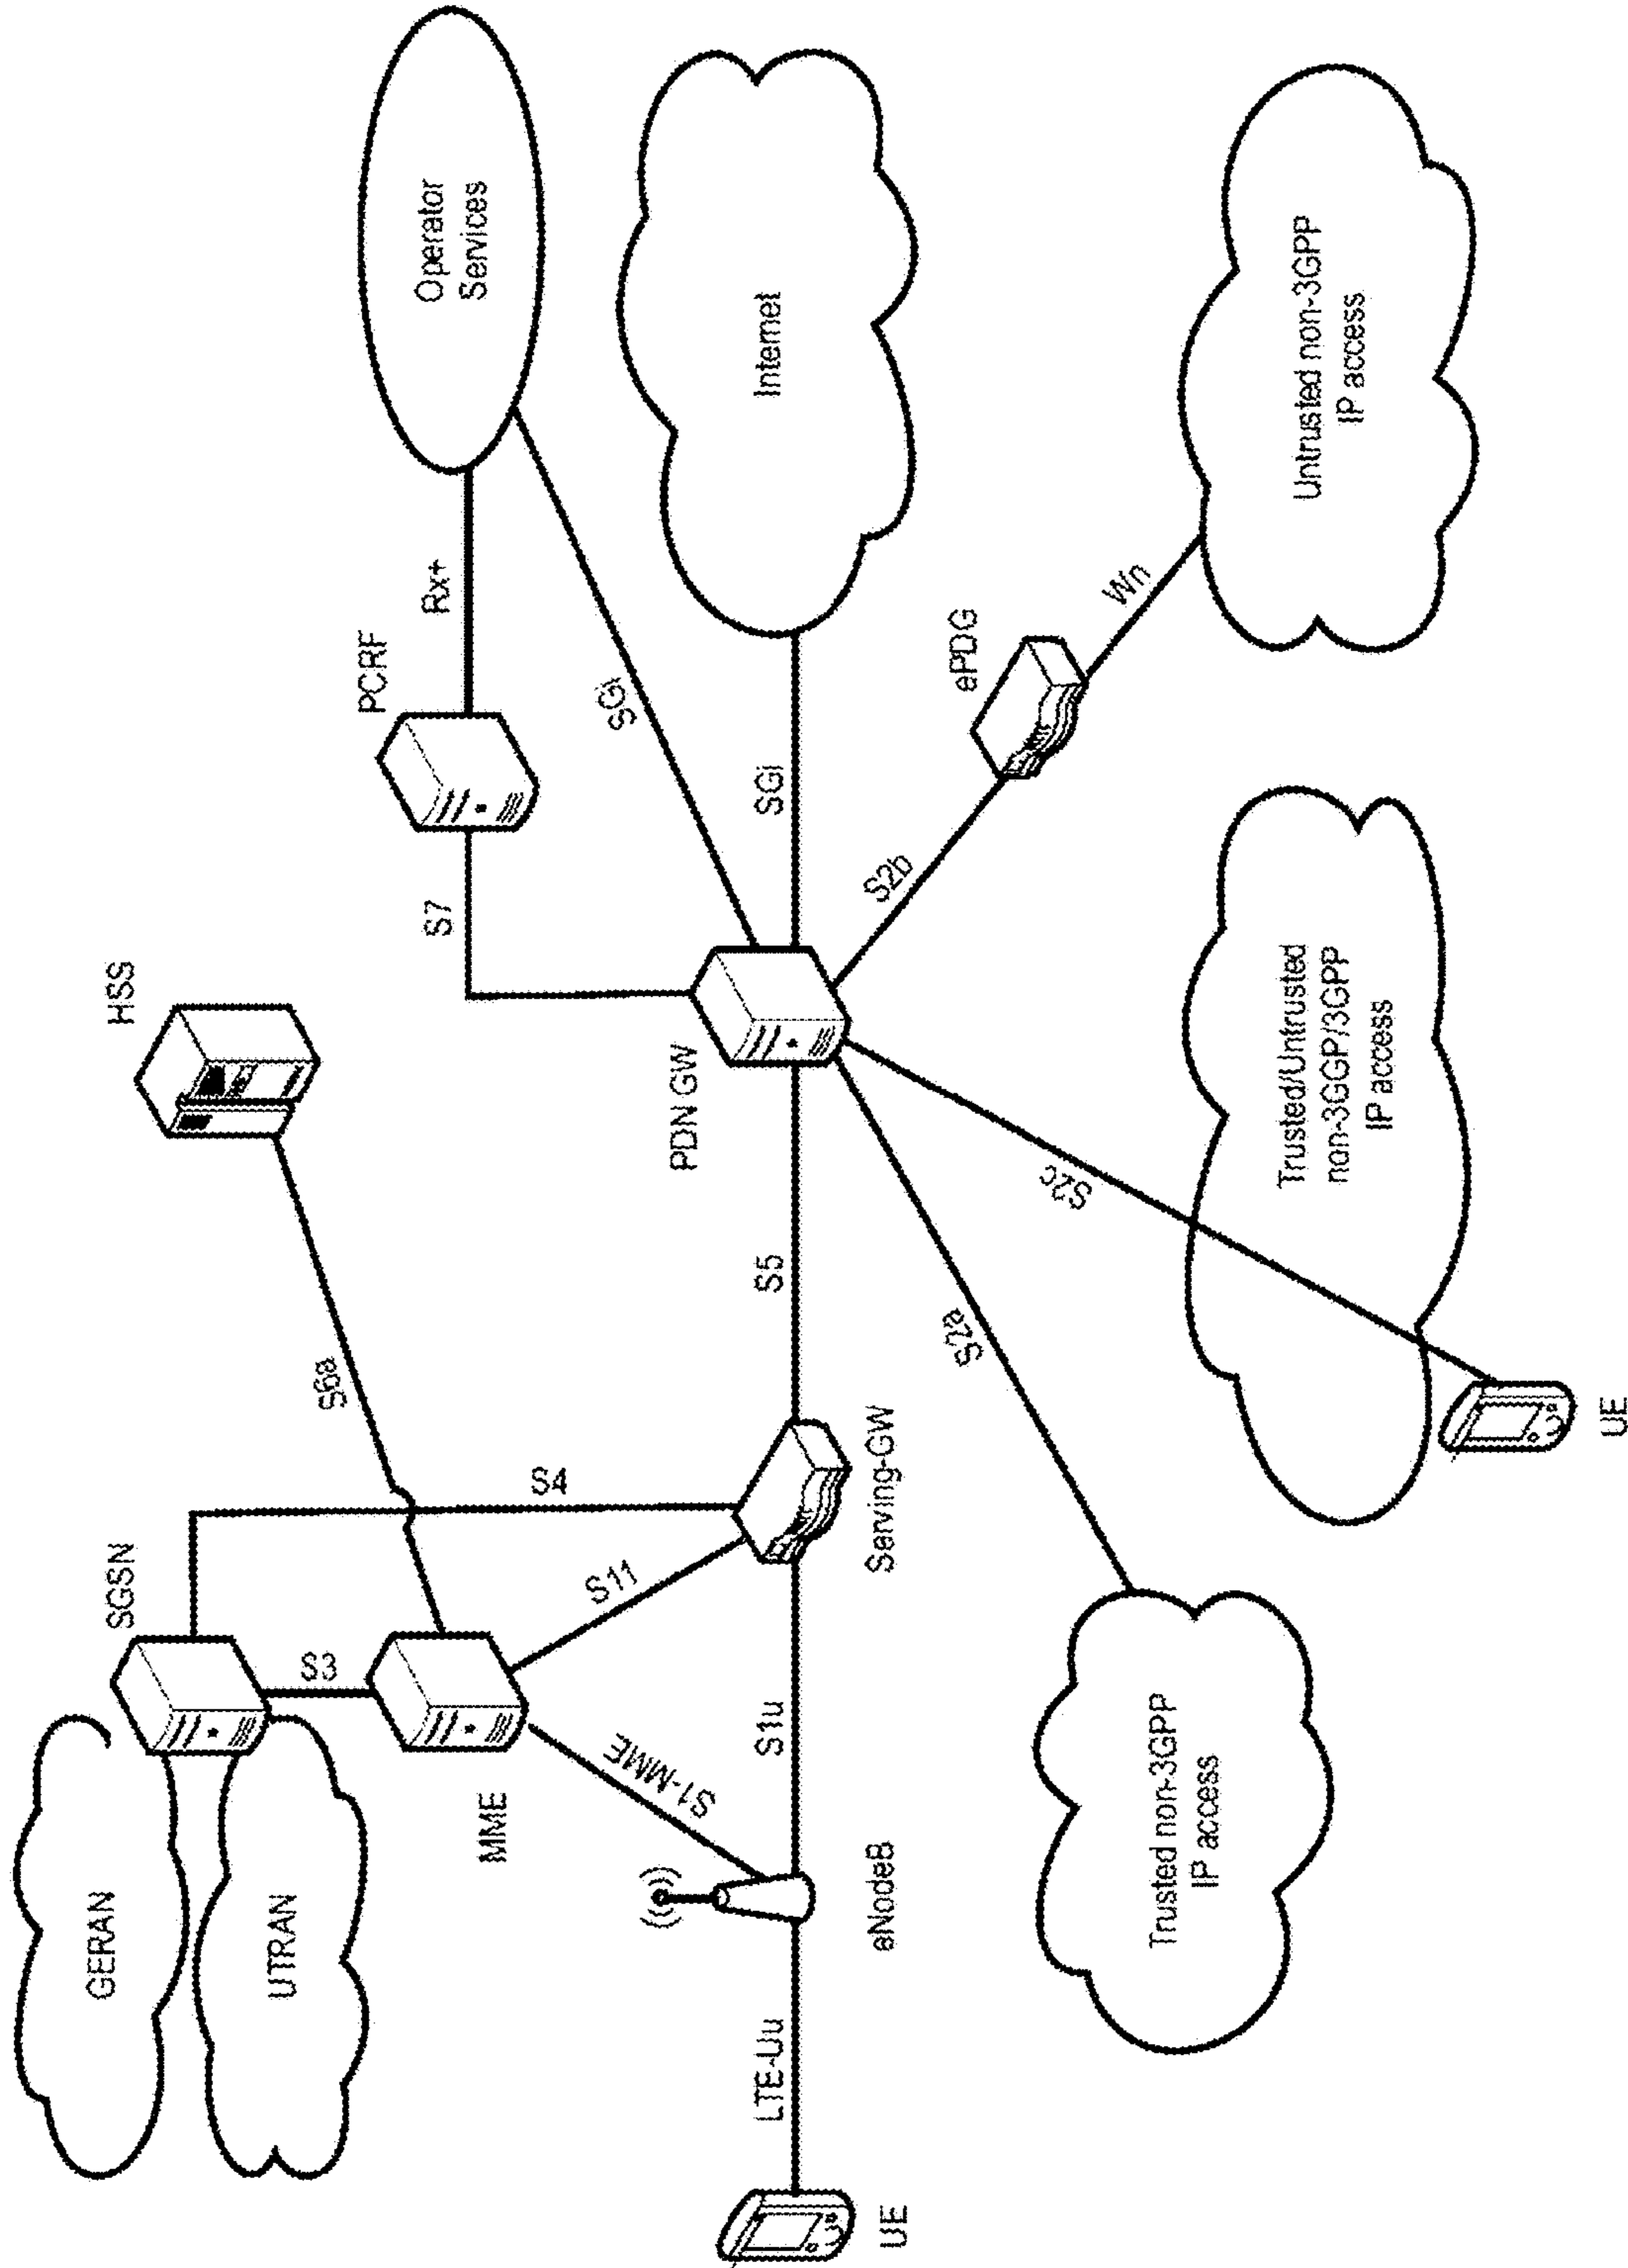 GERAN
UTRAN
SGSN
HSS
S3
S6a
S4
MME
S11
S7
PCRF
Rx+
Operator
Services
S1-MME
SGi
UE
LTE-Uu
eNodeB
S1u
Serving-GW
S5
PDN GW
SGi
Internet
S2a
S2c
S2b
ePDG
Wn
Trusted non-3GPP
IP access
Trusted/Untrusted
non-3GGP/3GPP
IP access
Untrusted non-3GPP
IP access
UE